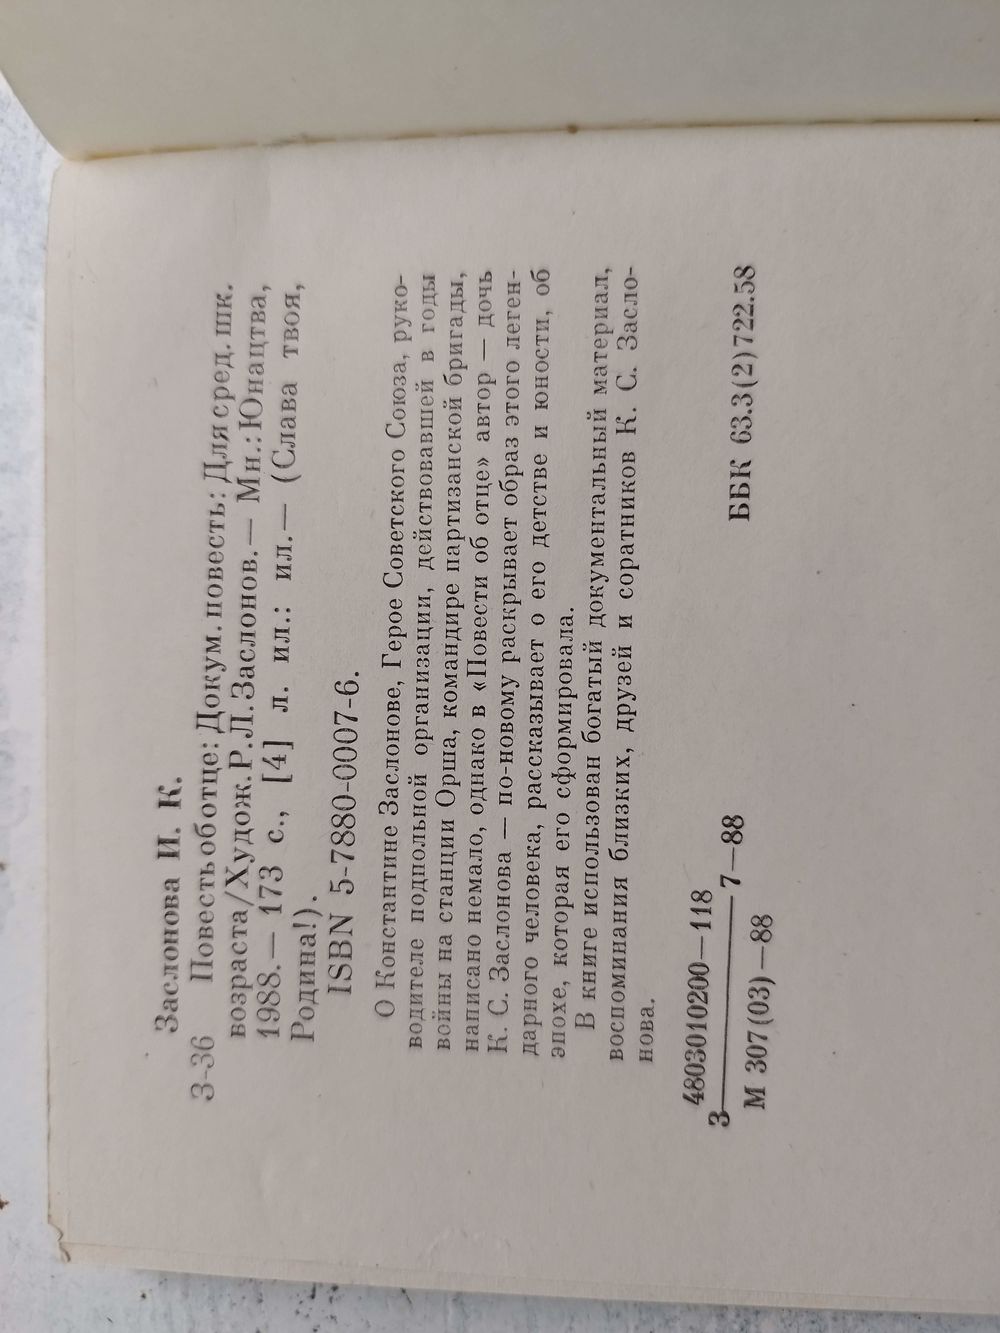 Заслонова И. К.
З-36 Повесть об отце: Докум. повесть: Для сред. шк.
возраста/Худож. Р. Л. Заслонов.— Мн.: Юнацтва,
1988.— 173 с., [4] л. ил.: ил.— (Слава твоя,
Родина!).
ISBN 5-7880-0007-6.
О Константине Заслонове, Герое Советского Союза, руко-
водителе подпольной организации, действовавшей в годы
войны на станции Орша, командире партизанской бригады,
написано немало, однако в «Повести об отце» автор — дочь
К. С. Заслонова — по-новому раскрывает образ этого леген-
дарного человека, рассказывает о его детстве и юности, об
эпохе, которая его сформировала.
В книге использован богатый документальный материал,
воспоминания близких, друзей и соратников К. С. Засло-
нова.
4803010200—118
З 7—88
М 307(03)—88
ББК 63.3(2)722.58